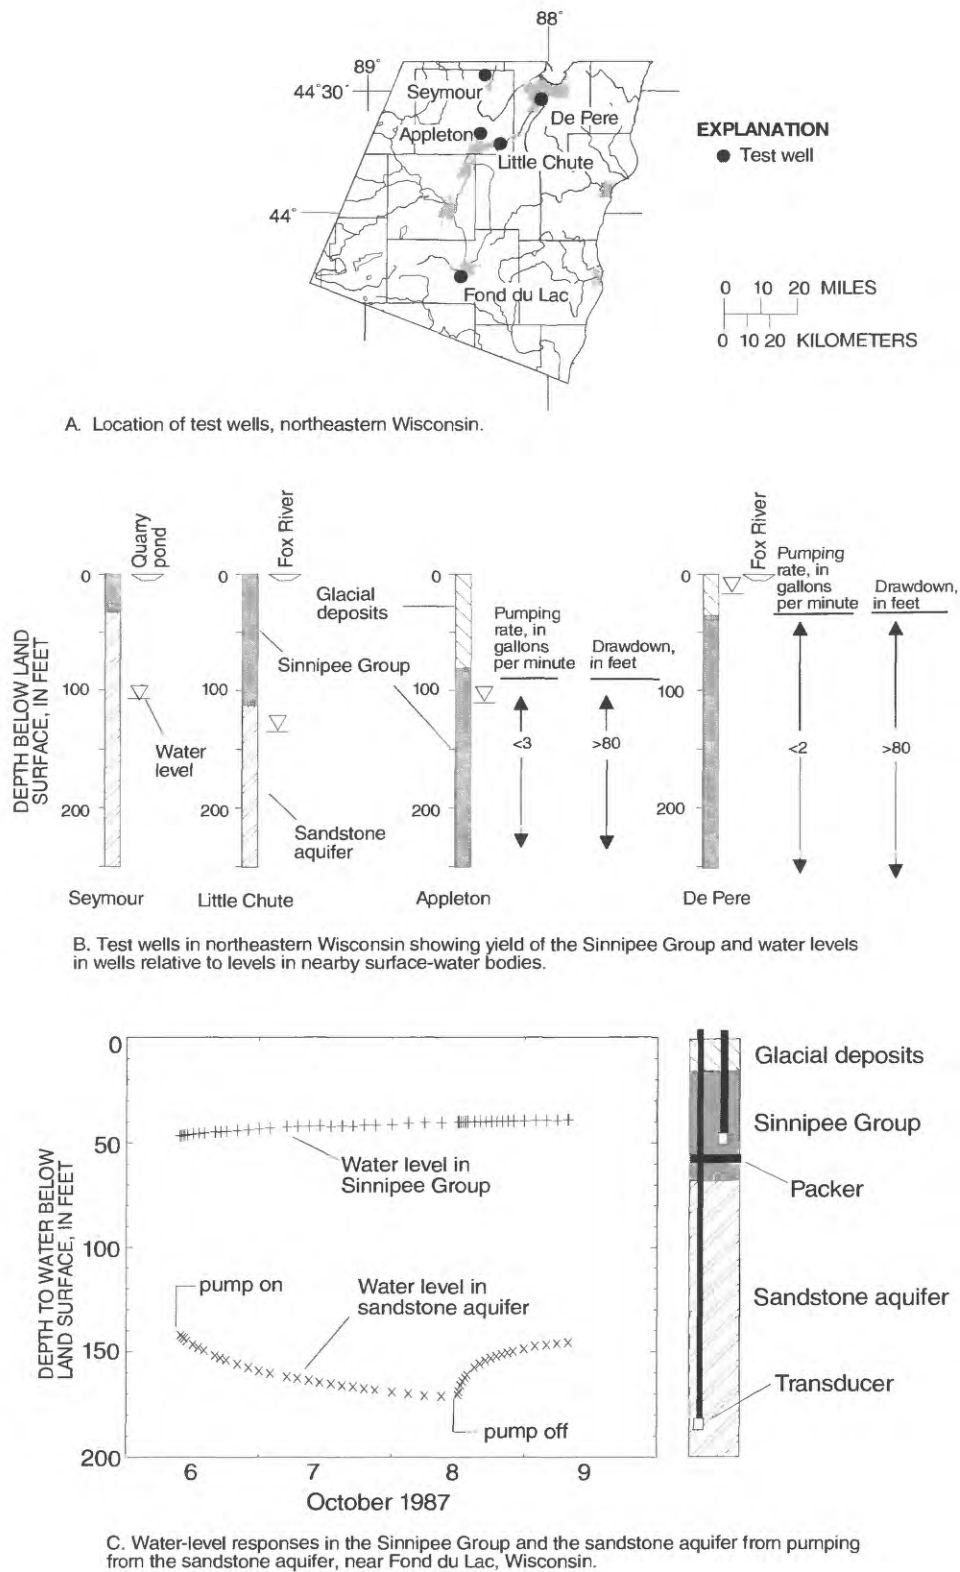 88°
89°
44°30'
Seymour
De Pere
Appleton
Little Chute
44°
Fond du Lac
EXPLANATION
Test well
0 10 20 MILES
0 10 20 KILOMETERS
A. Location of test wells, northeastern Wisconsin.
DEPTH BELOW LAND
SURFACE, IN FEET
0
100
200
Quarry
pond
Water
level
Seymour
0
100
200
Fox River
Glacial
deposits
Sinnipee Group
Sandstone
aquifer
Little Chute
0
100
200
Pumping
rate, in
gallons
per minute
Drawdown,
in feet
<3
>80
Appleton
0
100
200
Fox River
Pumping
rate, in
gallons
per minute
Drawdown,
in feet
<2
>80
De Pere
B. Test wells in northeastern Wisconsin showing yield of the Sinnipee Group and water levels
in wells relative to levels in nearby surface-water bodies.
DEPTH TO WATER BELOW
LAND SURFACE, IN FEET
0
50
100
150
200
Water level in
Sinnipee Group
pump on
Water level in
sandstone aquifer
pump off
6 7 8 9
October 1987
Glacial deposits
Sinnipee Group
Packer
Sandstone aquifer
Transducer
C. Water-level responses in the Sinnipee Group and the sandstone aquifer from pumping
from the sandstone aquifer, near Fond du Lac, Wisconsin.